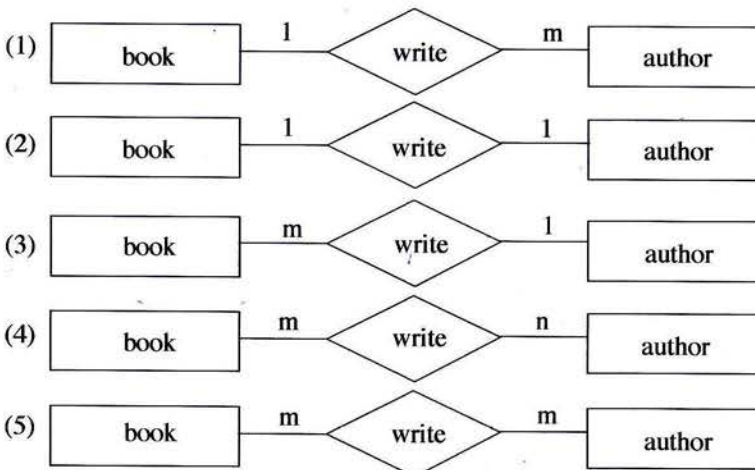 (1) book 1 write m author
(2) book 1 write 1 author
(3) book m write 1 author
(4) book m write n author
(5) book m write m author